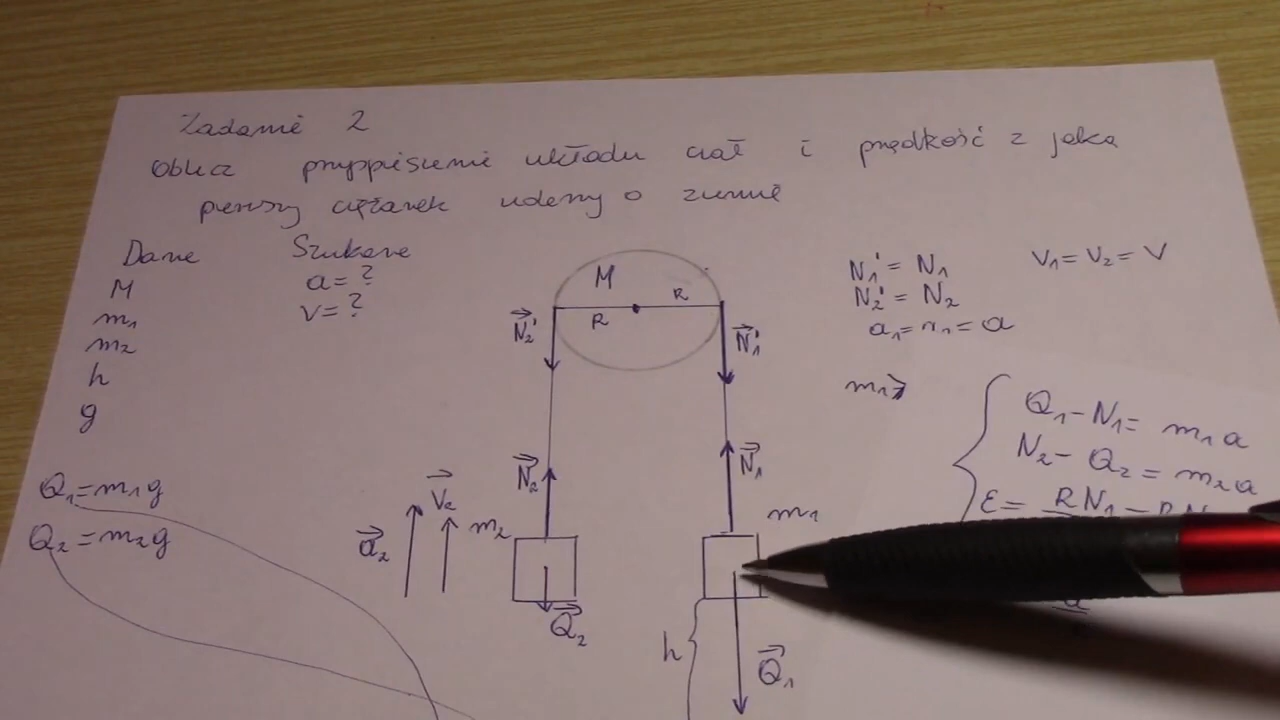 Zadanie 2
Oblicz przyspieszenie układu ciał i prędkość z jaką
pierwszy ciężarek uderzy o ziemię
Dane
Szukane
M
m₁
m₂
h
g
a = ?
v = ?
Q₁=m₁g
Q₂=m₂g
M
R
R
N₂'
N₁'
N₂
N₁
a₂
V₂
m₂
m₁
Q₂
h
Q₁
N₁' = N₁
N₂' = N₂
V₁ = V₂ = V
m₁>
Q₁-N₁= m₁a
N₂- Q₂ = m₂a
ε= RN₁-